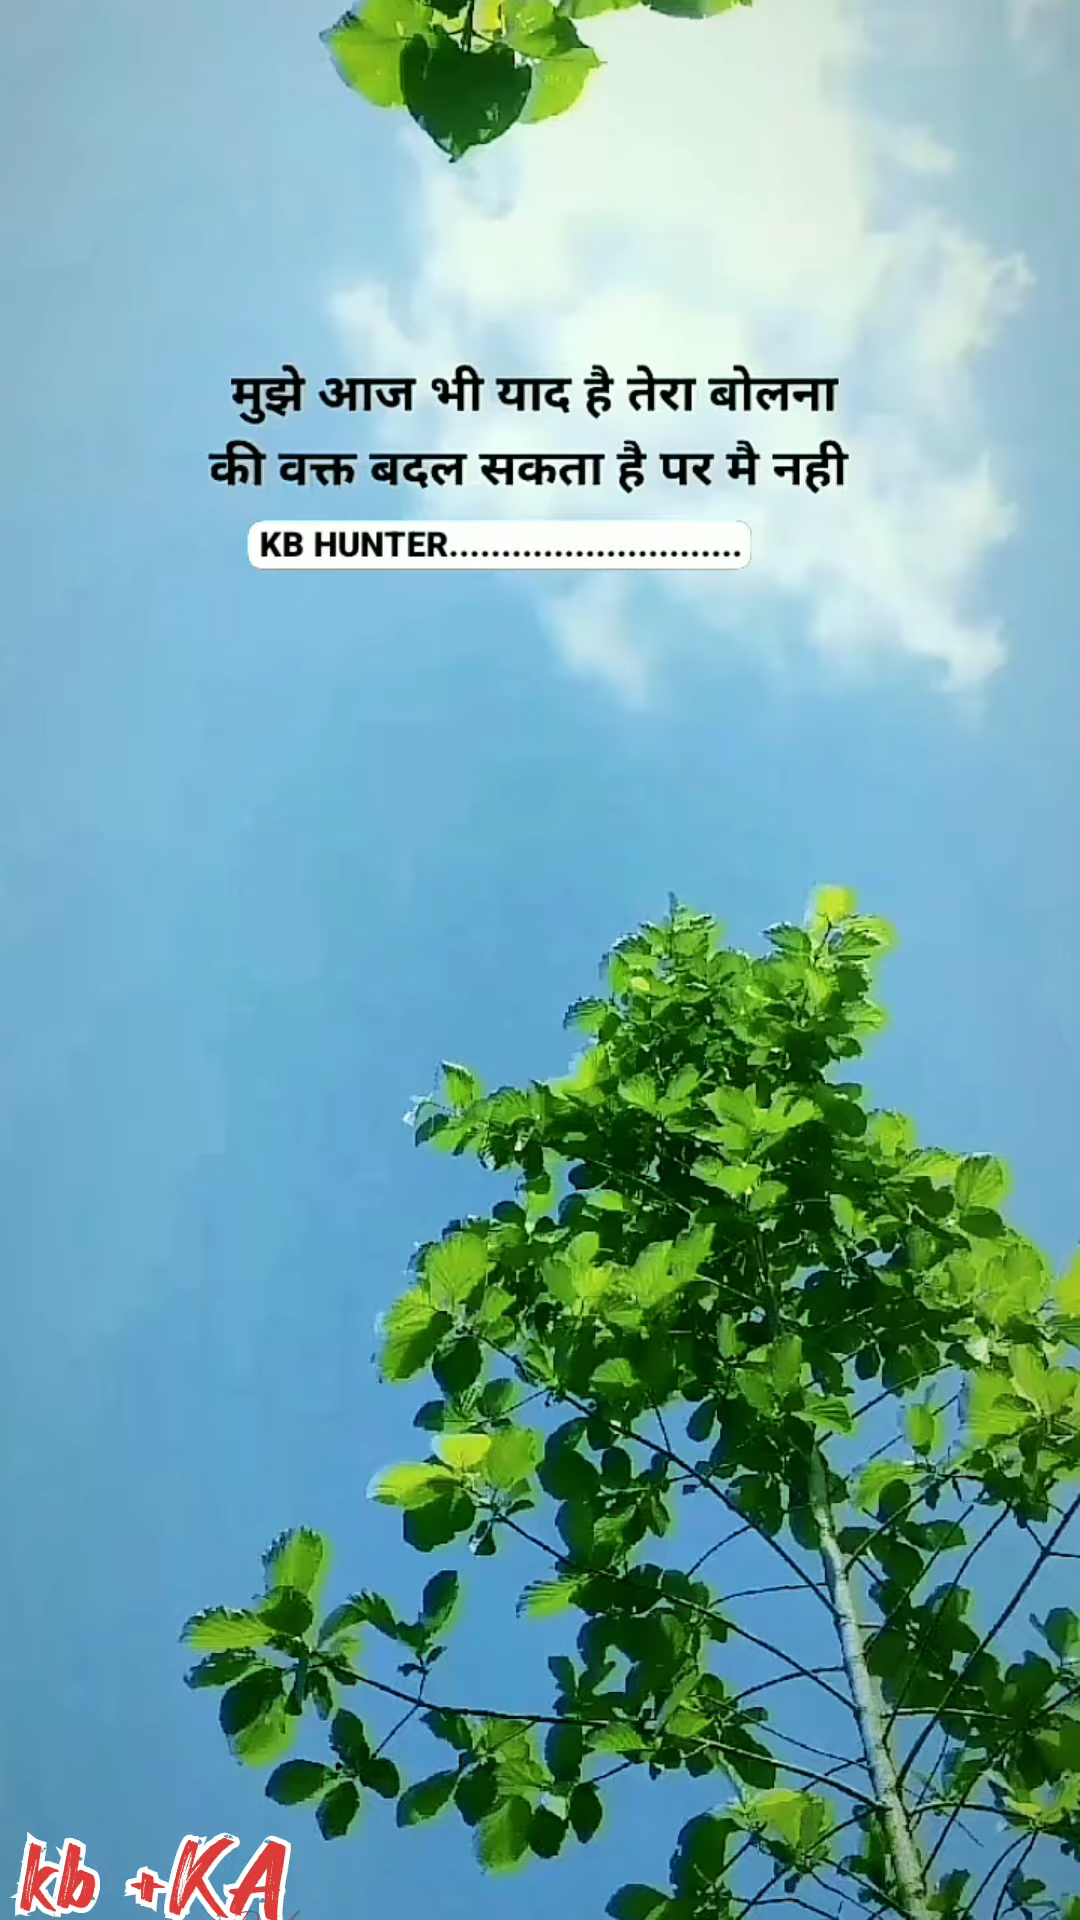 मुझे आज भी याद है तेरा बोलना
की वक्त बदल सकता है पर मै नही
KB HUNTER............................
kb +KA